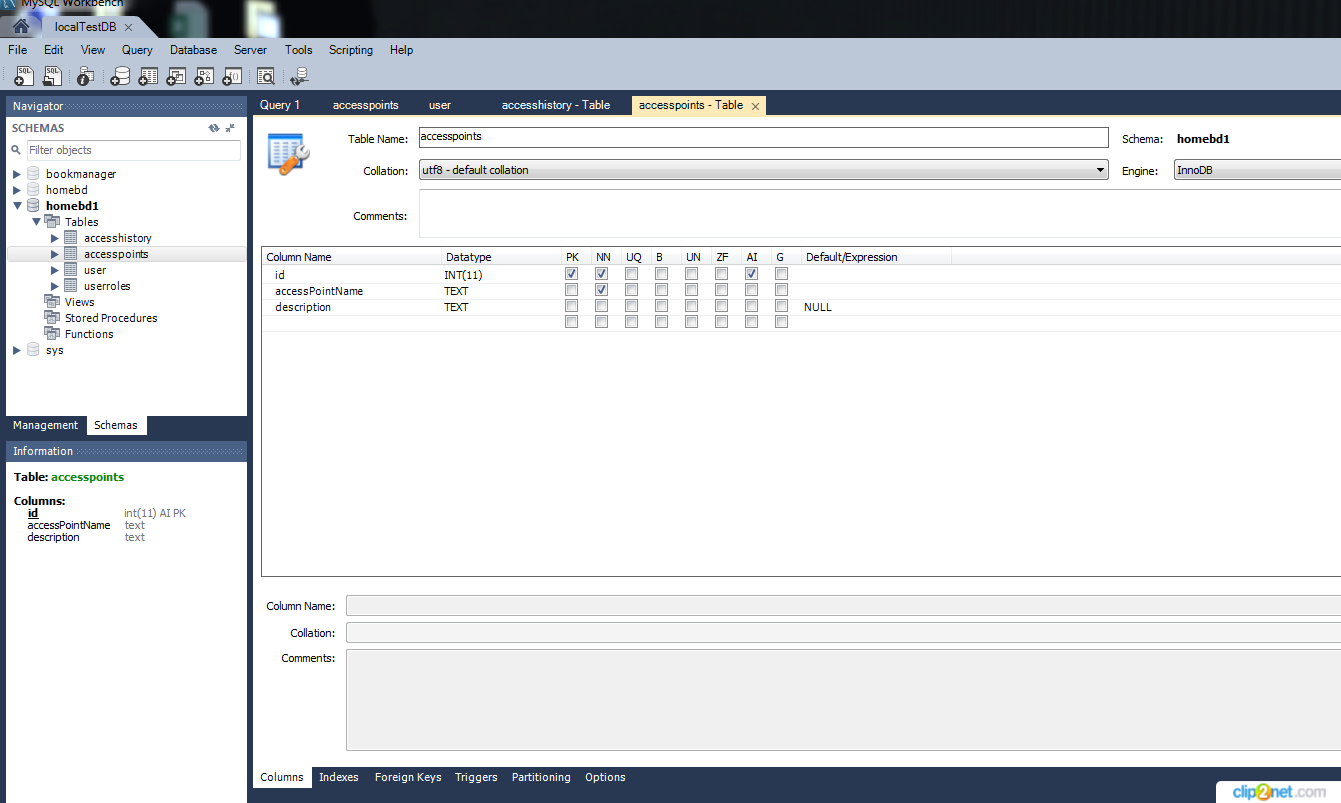 MySQL Workbench
localTestDB
File Edit View Query Database Server Tools Scripting Help
SQL SQL
Navigator
SCHEMAS
Filter objects
bookmanager
homebd
homebd1
Tables
accesshistory
accesspoints
user
userroles
Views
Stored Procedures
Functions
sys
Management Schemas
Information
Table: accesspoints
Columns:
id int(11) AI PK
accessPointName text
description text
Query 1 accesspoints user accesshistory - Table accesspoints - Table
Table Name: accesspoints Schema: homebd1
Collation: utf8 - default collation Engine: InnoDB
Comments:
Column Name Datatype PK NN UQ B UN ZF AI G Default/Expression
id INT(11)
accessPointName TEXT
description TEXT NULL
Column Name:
Collation:
Comments:
Columns Indexes Foreign Keys Triggers Partitioning Options
clip2net.com